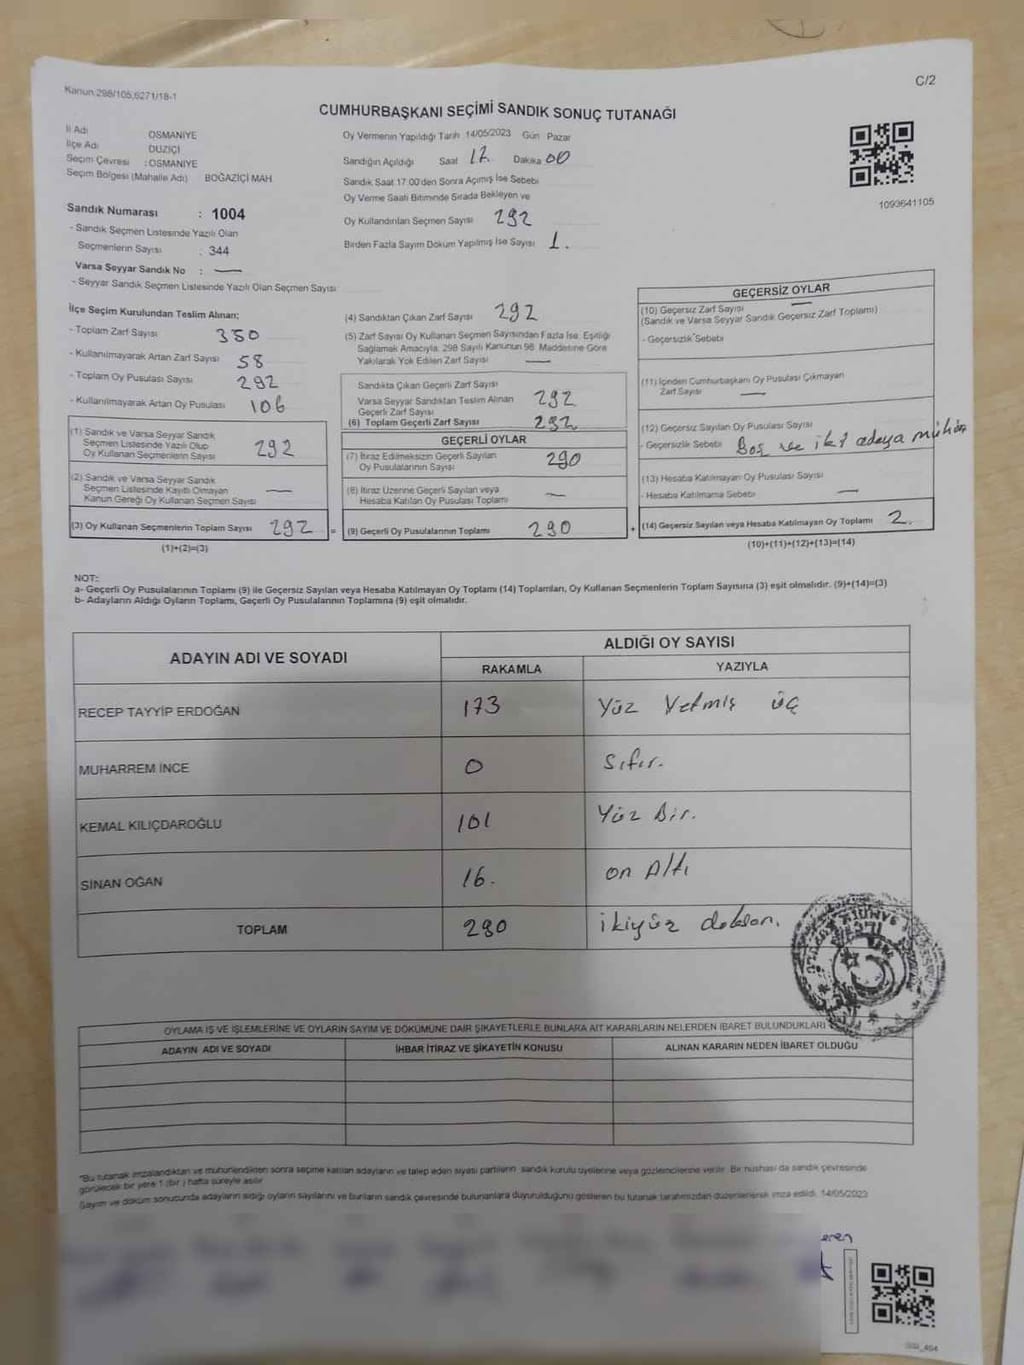 Kanun 298/105,6271/18-1
C/2
CUMHURBAŞKANI SEÇİMİ SANDIK SONUÇ TUTANAĞI
İl Adı OSMANİYE
İlçe Adı DUZİÇİ
Seçim Çevresi : OSMANİYE
Seçim Bölgesi (Mahalle Adı) BOĞAZİÇİ MAH
Sandık Numarası : 1004
- Sandık Seçmen Listesinde Yazılı Olan
Seçmenlerin Sayısı : 344
Varsa Seyyar Sandık No : —
- Seyyar Sandık Seçmen Listesinde Yazılı Olan Seçmen Sayısı
Oy Vermenin Yapıldığı Tarih 14/05/2023 Gün Pazar
Sandığın Açıldığı Saat 17 Dakika 00
Sandık Saat 17.00'den Sonra Açımış İse Sebebi
Oy Verme Saati Bitiminde Sırada Bekleyen ve
Oy Kullandırılan Seçmen Sayısı 292
Birden Fazla Sayım Döküm Yapılmış İse Sayısı 1.
1093641105
İlçe Seçim Kurulundan Teslim Alınan;
- Toplam Zarf Sayısı 350
- Kullanılmayarak Artan Zarf Sayısı 58
- Toplam Oy Pusulası Sayısı 292
- Kullanılmayarak Artan Oy Pusulası 106
(1) Sandık ve Varsa Seyyar Sandık
Seçmen Listesinde Yazılı Olup
Oy Kullanan Seçmenlerin Sayısı 292
(2) Sandık ve Varsa Seyyar Sandık
Seçmen Listesinde Kayıtlı Olmayan
Kanun Gereği Oy Kullanan Seçmen Sayısı —
(3) Oy Kullanan Seçmenlerin Toplam Sayısı 292 =
(1)+(2)=(3)
(4) Sandıktan Çıkan Zarf Sayısı 292
(5) Zarf Sayısı Oy Kullanan Seçmen Sayısından Fazla İse, Eşitliği
Sağlamak Amacıyla, 298 Sayılı Kanunun 98. Maddesine Göre
Yakılarak Yok Edilen Zarf Sayısı —
Sandıkta Çıkan Geçerli Zarf Sayısı
Varsa Seyyar Sandıktan Teslim Alınan
Geçerli Zarf Sayısı 292
(6) Toplam Geçerli Zarf Sayısı 292
GEÇERLİ OYLAR
(7) İtiraz Edilmeksizin Geçerli Sayılan
Oy Pusulalarının Sayısı 290
(8) İtiraz Üzerine Geçerli Sayılan veya
Hesaba Katılan Oy Pusulası Toplamı —
(9) Geçerli Oy Pusulalarının Toplamı 290 +
GEÇERSİZ OYLAR
(10) Geçersiz Zarf Sayısı —
(Sandık ve Varsa Seyyar Sandık Geçersiz Zarf Toplamı)
- Geçersizlik Sebebi
(11) İçinden Cumhurbaşkanı Oy Pusulası Çıkmayan
Zarf Sayısı —
(12) Geçersiz Sayılan Oy Pusulası Sayısı
- Geçersizlik Sebebi Boş ve iki adaya mühür
(13) Hesaba Katılmayan Oy Pusulası Sayısı
- Hesaba Katılmama Sebebi —
(14) Geçersiz Sayılan veya Hesaba Katılmayan Oy Toplamı 2.
(10)+(11)+(12)+(13)=(14)
NOT:
a- Geçerli Oy Pusulalarının Toplamı (9) ile Geçersiz Sayılan veya Hesaba Katılmayan Oy Toplamı (14) Toplamları, Oy Kullanan Seçmenlerin Toplam Sayısına (3) eşit olmalıdır. (9)+(14)=(3)
b- Adayların Aldığı Oyların Toplamı, Geçerli Oy Pusulalarının Toplamına (9) eşit olmalıdır.
ADAYIN ADI VE SOYADI
ALDIĞI OY SAYISI
RAKAMLA YAZIYLA
RECEP TAYYİP ERDOĞAN 173 Yüz Yetmiş üç
MUHARREM İNCE 0 Sıfır.
KEMAL KILIÇDAROĞLU 101 Yüz Bir.
SİNAN OĞAN 16. on Altı
TOPLAM 290 ikiyüz doksan.
OYLAMA İŞ VE İŞLEMLERİNE VE OYLARIN SAYIM VE DÖKÜMÜNE DAİR ŞİKAYETLERLE BUNLARA AİT KARARLARIN NELERDEN İBARET BULUNDUKLARI
ADAYIN ADI VE SOYADI İHBAR İTİRAZ VE ŞİKAYETİN KONUSU ALINAN KARARIN NEDEN İBARET OLDUĞU
"Bu tutanak imzalandıktan ve mühürlendikten sonra seçime katılan adayların ve talep eden siyasi partilerin sandık kurulu üyelerine veya gözlemcilerine verilir. Bir nüshası da sandık çevresinde
görülecek bir yere 1 (bir) hafta süreyle asılır
Sayım ve döküm sonucunda adayların aldığı oyların sayılarını ve bunların sandık çevresinde bulunanlara duyurulduğunu gösteren bu tutanak tarafımızdan düzenlenerek imza edildi. 14/05/2023